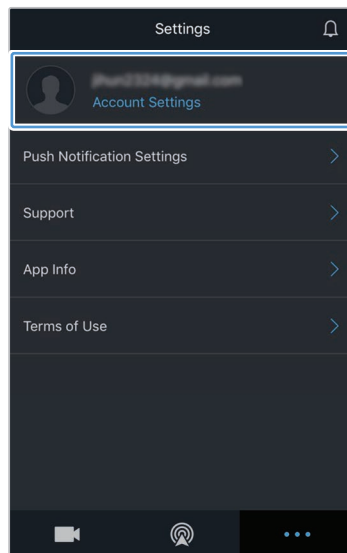 Settings
Account Settings
Push Notification Settings
Support
App Info
Terms of Use